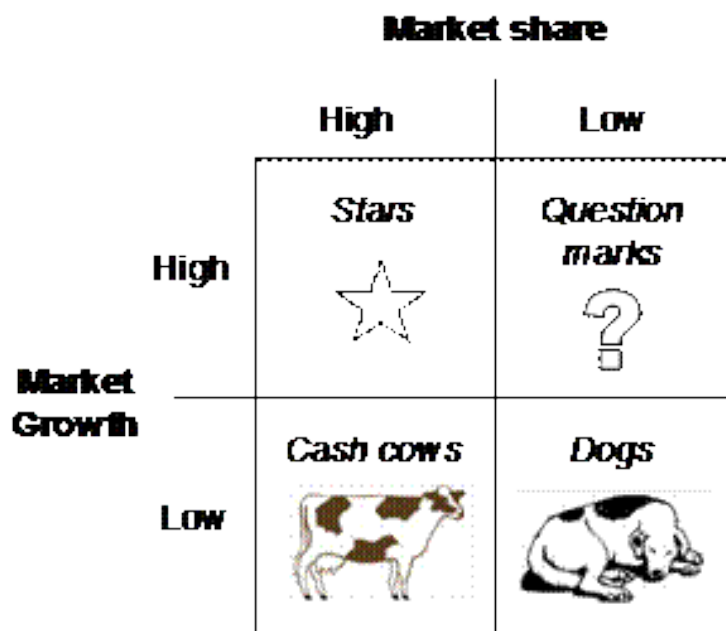 Market share
High
Low
Stars
Question
marks
High
?
Market
Growth
Cash cows
Dogs
Low